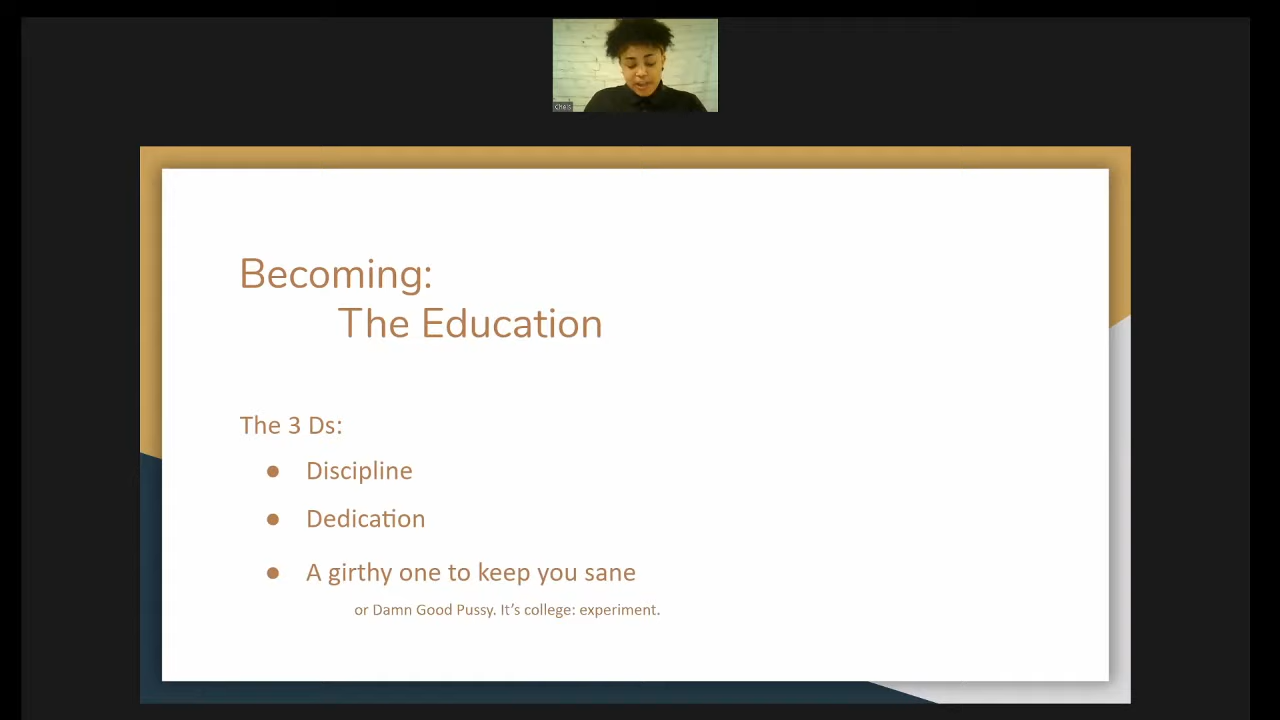 Chels
Becoming:
The Education
The 3 Ds:
● Discipline
● Dedication
● A girthy one to keep you sane
or Damn Good Pussy. It's college: experiment.